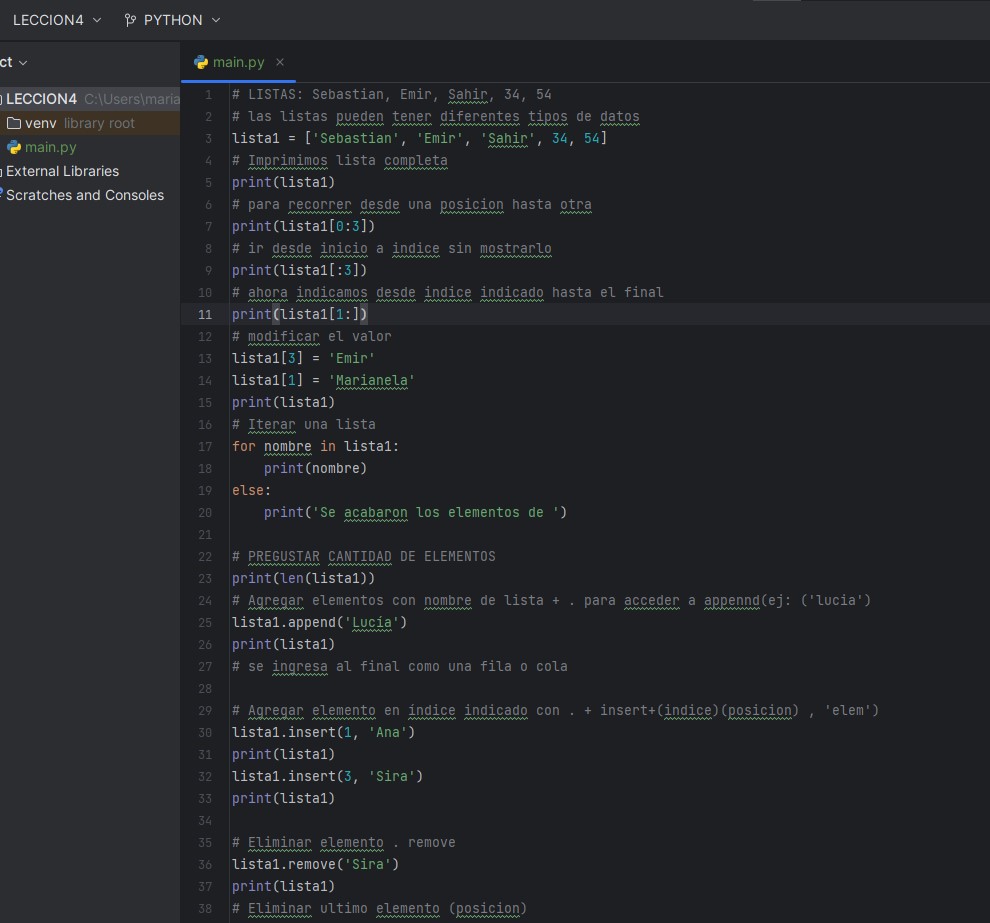 LECCION4 PYTHON
ct main.py
LECCION4 C:\Users\maria
venv library root
main.py
External Libraries
Scratches and Consoles
1 # LISTAS: Sebastian, Emir, Sahir, 34, 54
2 # las listas pueden tener diferentes tipos de datos
3 lista1 = ['Sebastian', 'Emir', 'Sahir', 34, 54]
4 # Imprimimos lista completa
5 print(lista1)
6 # para recorrer desde una posicion hasta otra
7 print(lista1[0:3])
8 # ir desde inicio a indice sin mostrarlo
9 print(lista1[:3])
10 # ahora indicamos desde indice indicado hasta el final
11 print(lista1[1:])
12 # modificar el valor
13 lista1[3] = 'Emir'
14 lista1[1] = 'Marianela'
15 print(lista1)
16 # Iterar una lista
17 for nombre in lista1:
18 print(nombre)
19 else:
20 print('Se acabaron los elementos de ')
21
22 # PREGUSTAR CANTIDAD DE ELEMENTOS
23 print(len(lista1))
24 # Agregar elementos con nombre de lista + . para acceder a appennd(ej: ('lucia')
25 lista1.append('Lucía')
26 print(lista1)
27 # se ingresa al final como una fila o cola
28
29 # Agregar elemento en índice indicado con . + insert+(indice)(posicion) , 'elem')
30 lista1.insert(1, 'Ana')
31 print(lista1)
32 lista1.insert(3, 'Sira')
33 print(lista1)
34
35 # Eliminar elemento . remove
36 lista1.remove('Sira')
37 print(lista1)
38 # Eliminar ultimo elemento (posicion)